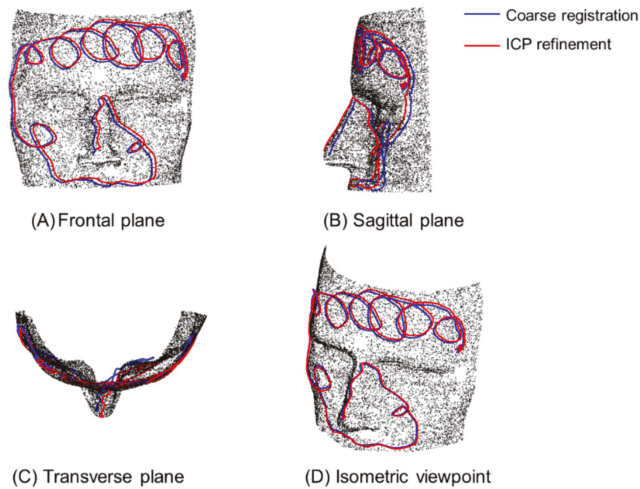 Coarse registration
ICP refinement
(A) Frontal plane
(B) Sagittal plane
(C) Transverse plane
(D) Isometric viewpoint